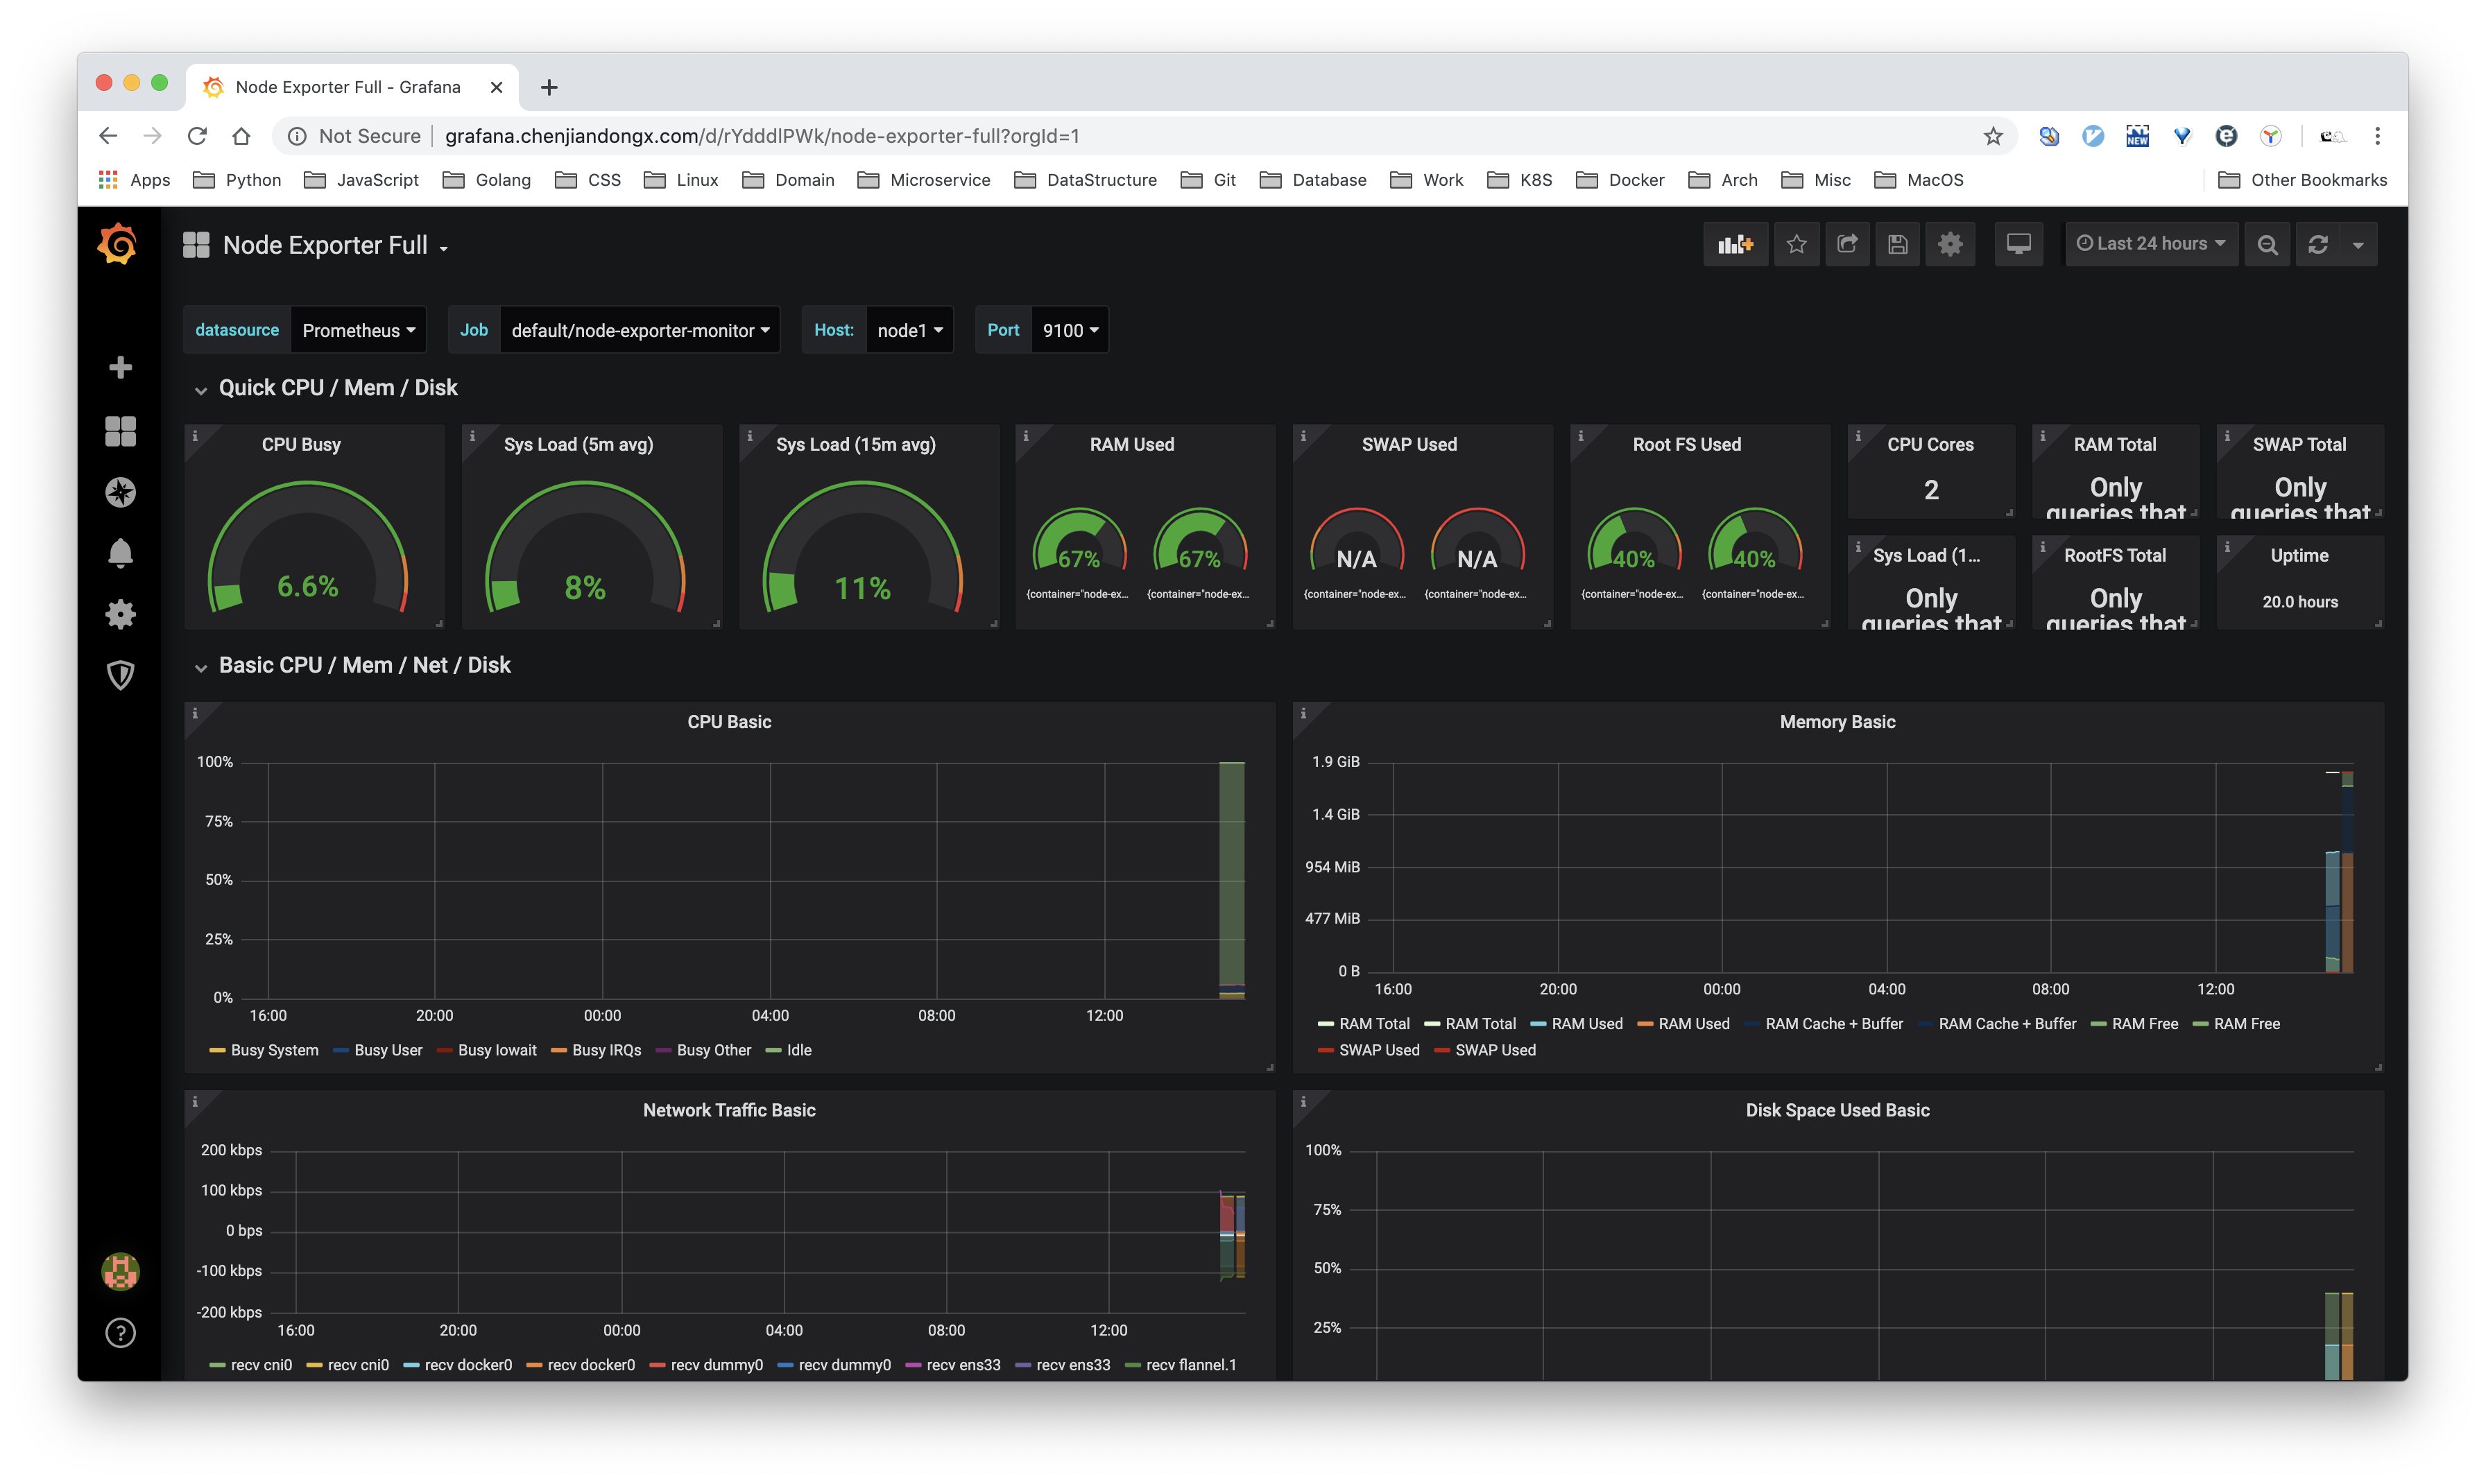 Node Exporter Full - Grafana
Not Secure grafana.chenjiandongx.com/d/rYdddlPWk/node-exporter-full?orgId=1
NEW
Apps Python JavaScript Golang CSS Linux Domain Microservice DataStructure Git Database Work K8S Docker Arch Misc MacOS Other Bookmarks
Node Exporter Full
Last 24 hours
datasource Prometheus Job default/node-exporter-monitor Host: node1 Port 9100
Quick CPU / Mem / Disk
CPU Busy
6.6%
Sys Load (5m avg)
8%
Sys Load (15m avg)
11%
RAM Used
67% 67%
{container="node-ex... {container="node-ex...
SWAP Used
N/A N/A
{container="node-ex... {container="node-ex...
Root FS Used
40% 40%
{container="node-ex... {container="node-ex...
CPU Cores
2
RAM Total
Only
queries that
SWAP Total
Only
queries that
Sys Load (1...
Only
queries that
RootFS Total
Only
queries that
Uptime
20.0 hours
Basic CPU / Mem / Net / Disk
CPU Basic
100%
75%
50%
25%
0%
16:00 20:00 00:00 04:00 08:00 12:00
Busy System Busy User Busy Iowait Busy IRQs Busy Other Idle
Memory Basic
1.9 GiB
1.4 GiB
954 MiB
477 MiB
0 B
16:00 20:00 00:00 04:00 08:00 12:00
RAM Total RAM Total RAM Used RAM Used RAM Cache + Buffer RAM Cache + Buffer RAM Free RAM Free
SWAP Used SWAP Used
Network Traffic Basic
200 kbps
100 kbps
0 bps
-100 kbps
-200 kbps
16:00 20:00 00:00 04:00 08:00 12:00
recv cni0 recv cni0 recv docker0 recv docker0 recv dummy0 recv dummy0 recv ens33 recv ens33 recv flannel.1
Disk Space Used Basic
100%
75%
50%
25%